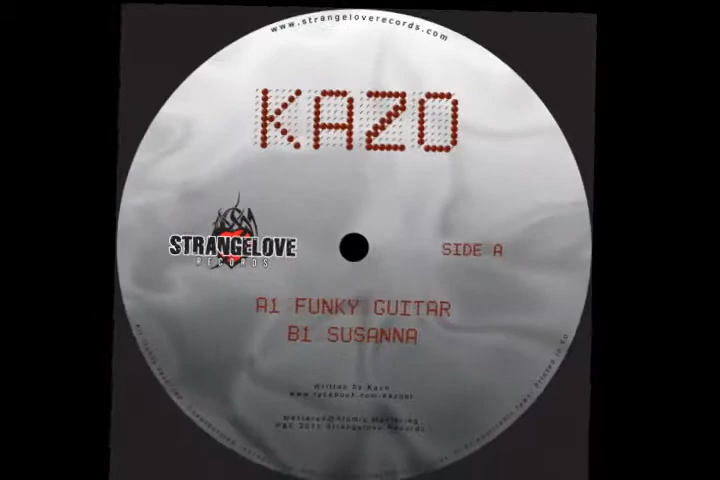 www.strangeloverecords.com
KAZO
STRANGELOVE
RECORDS
SIDE A
A1 FUNKY GUITAR
B1 SUSANNA
Written by Kazo
Mastered@Atomic Mastering
P&C 2011 Strangelove Records